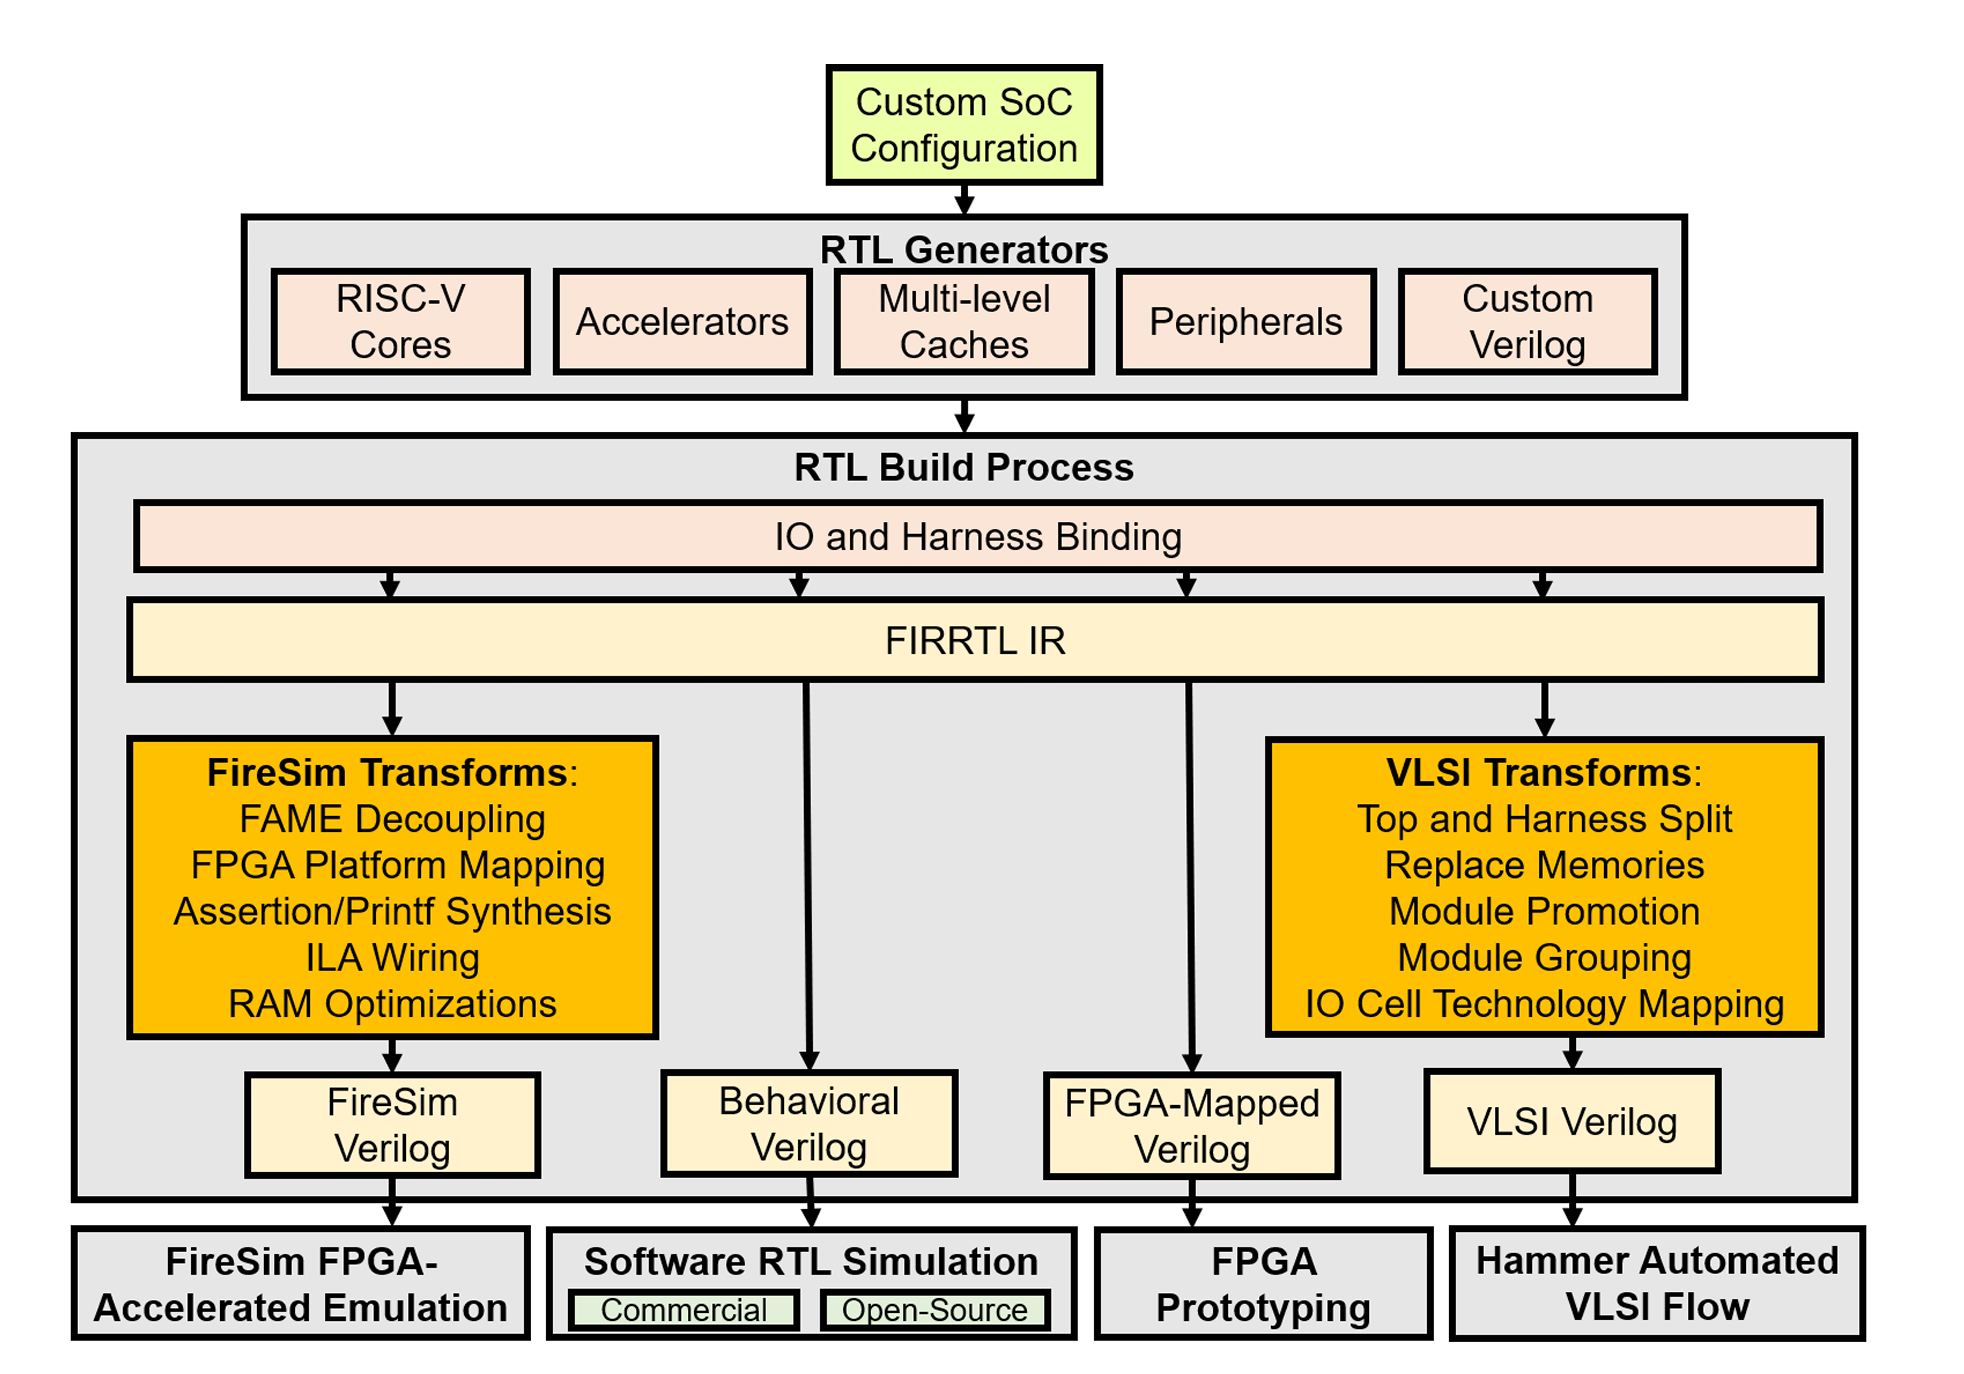 Custom SoC
Configuration
RTL Generators
RISC-V
Cores
Accelerators
Multi-level
Caches
Peripherals
Custom
Verilog
RTL Build Process
IO and Harness Binding
FIRRTL IR
FireSim Transforms:
FAME Decoupling
FPGA Platform Mapping
Assertion/Printf Synthesis
ILA Wiring
RAM Optimizations
VLSI Transforms:
Top and Harness Split
Replace Memories
Module Promotion
Module Grouping
IO Cell Technology Mapping
FireSim
Verilog
Behavioral
Verilog
FPGA-Mapped
Verilog
VLSI Verilog
FireSim FPGA-
Accelerated Emulation
Software RTL Simulation
Commercial
Open-Source
FPGA
Prototyping
Hammer Automated
VLSI Flow